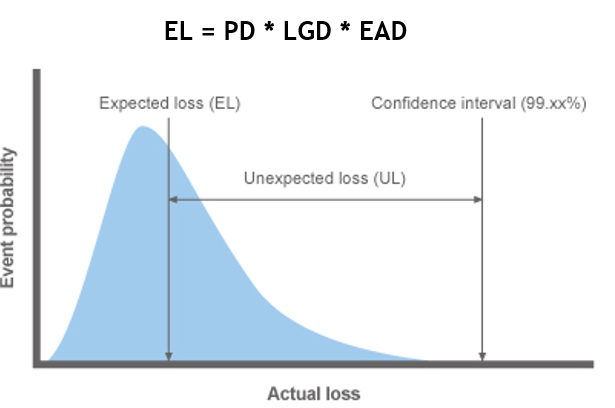 EL = PD * LGD * EAD
Expected loss (EL)
Confidence interval (99.xx%)
Unexpected loss (UL)
Event probability
Actual loss